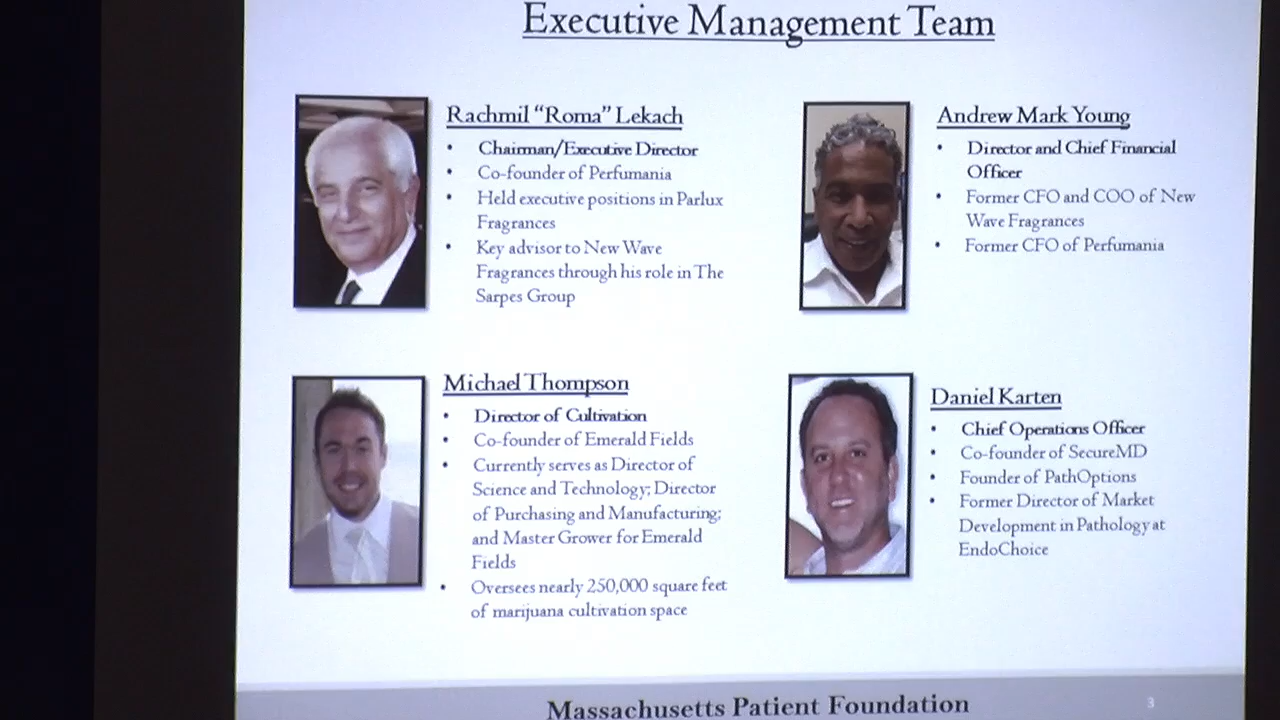 Executive Management Team
Rachmil “Roma” Lekach
• Chairman/Executive Director
• Co-founder of Perfumania
• Held executive positions in Parlux
Fragrances
• Key advisor to New Wave
Fragrances through his role in The
Sarpes Group
Andrew Mark Young
• Director and Chief Financial
Officer
• Former CFO and COO of New
Wave Fragrances
• Former CFO of Perfumania
Michael Thompson
• Director of Cultivation
• Co-founder of Emerald Fields
• Currently serves as Director of
Science and Technology; Director
of Purchasing and Manufacturing;
and Master Grower for Emerald
Fields
• Oversees nearly 250,000 square feet
of marijuana cultivation space
Daniel Karten
• Chief Operations Officer
• Co-founder of SecureMD
• Founder of PathOptions
• Former Director of Market
Development in Pathology at
EndoChoice
Massachusetts Patient Foundation
3